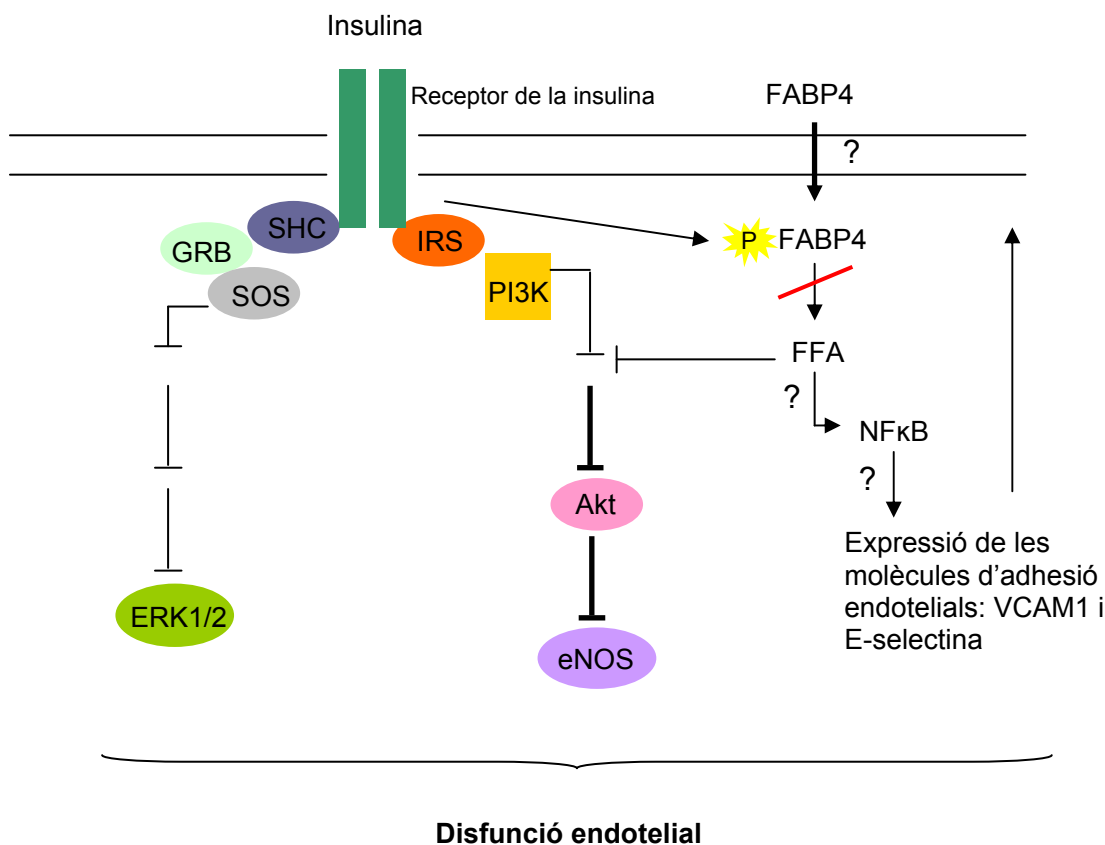 Insulina
Receptor de la insulina
FABP4
?
SHC
GRB
SOS
IRS
PI3K
P
FABP4
FFA
?
NFκB
?
Akt
Expressió de les
molècules d'adhesió
endotelials: VCAM1 i
E-selectina
ERK1/2
eNOS
Disfunció endotelial